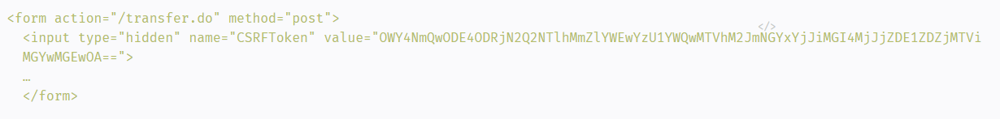 <form action="/transfer.do" method="post">
</>
<input type="hidden" name="CSRFToken" value="OWY4NmQwODE4ODRjN2Q2NTlhMmZlYWEwYzU1YWQwMTVhM2JmNGYxYjJiMGI4MjJjZDE1ZDZjMTVi
MGYwMGEwOA==">
…
</form>